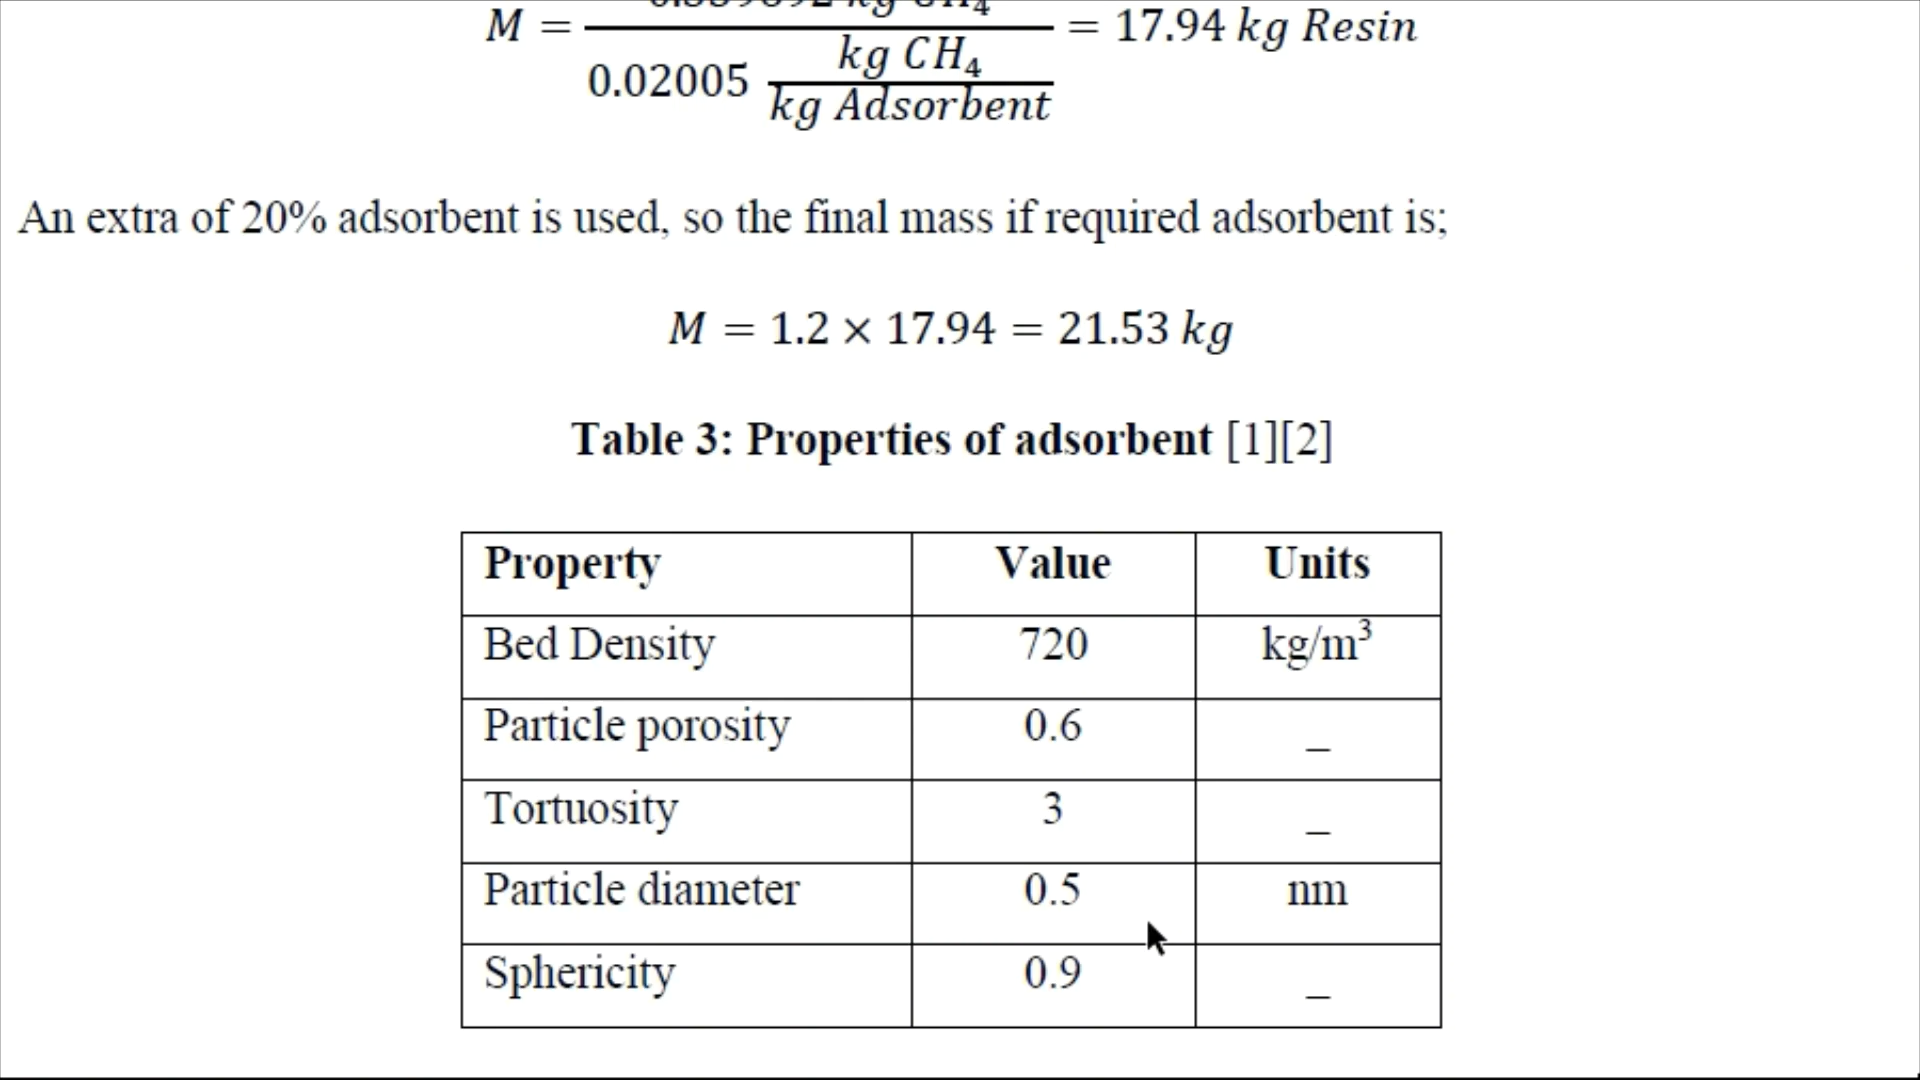 M = / 0.02005 kg CH₄ / kg Adsorbent = 17.94 kg Resin
An extra of 20% adsorbent is used, so the final mass if required adsorbent is;
M = 1.2 × 17.94 = 21.53 kg
Table 3: Properties of adsorbent [1][2]
Property Value Units
Bed Density 720 kg/m³
Particle porosity 0.6 _
Tortuosity 3 _
Particle diameter 0.5 nm
Sphericity 0.9 _